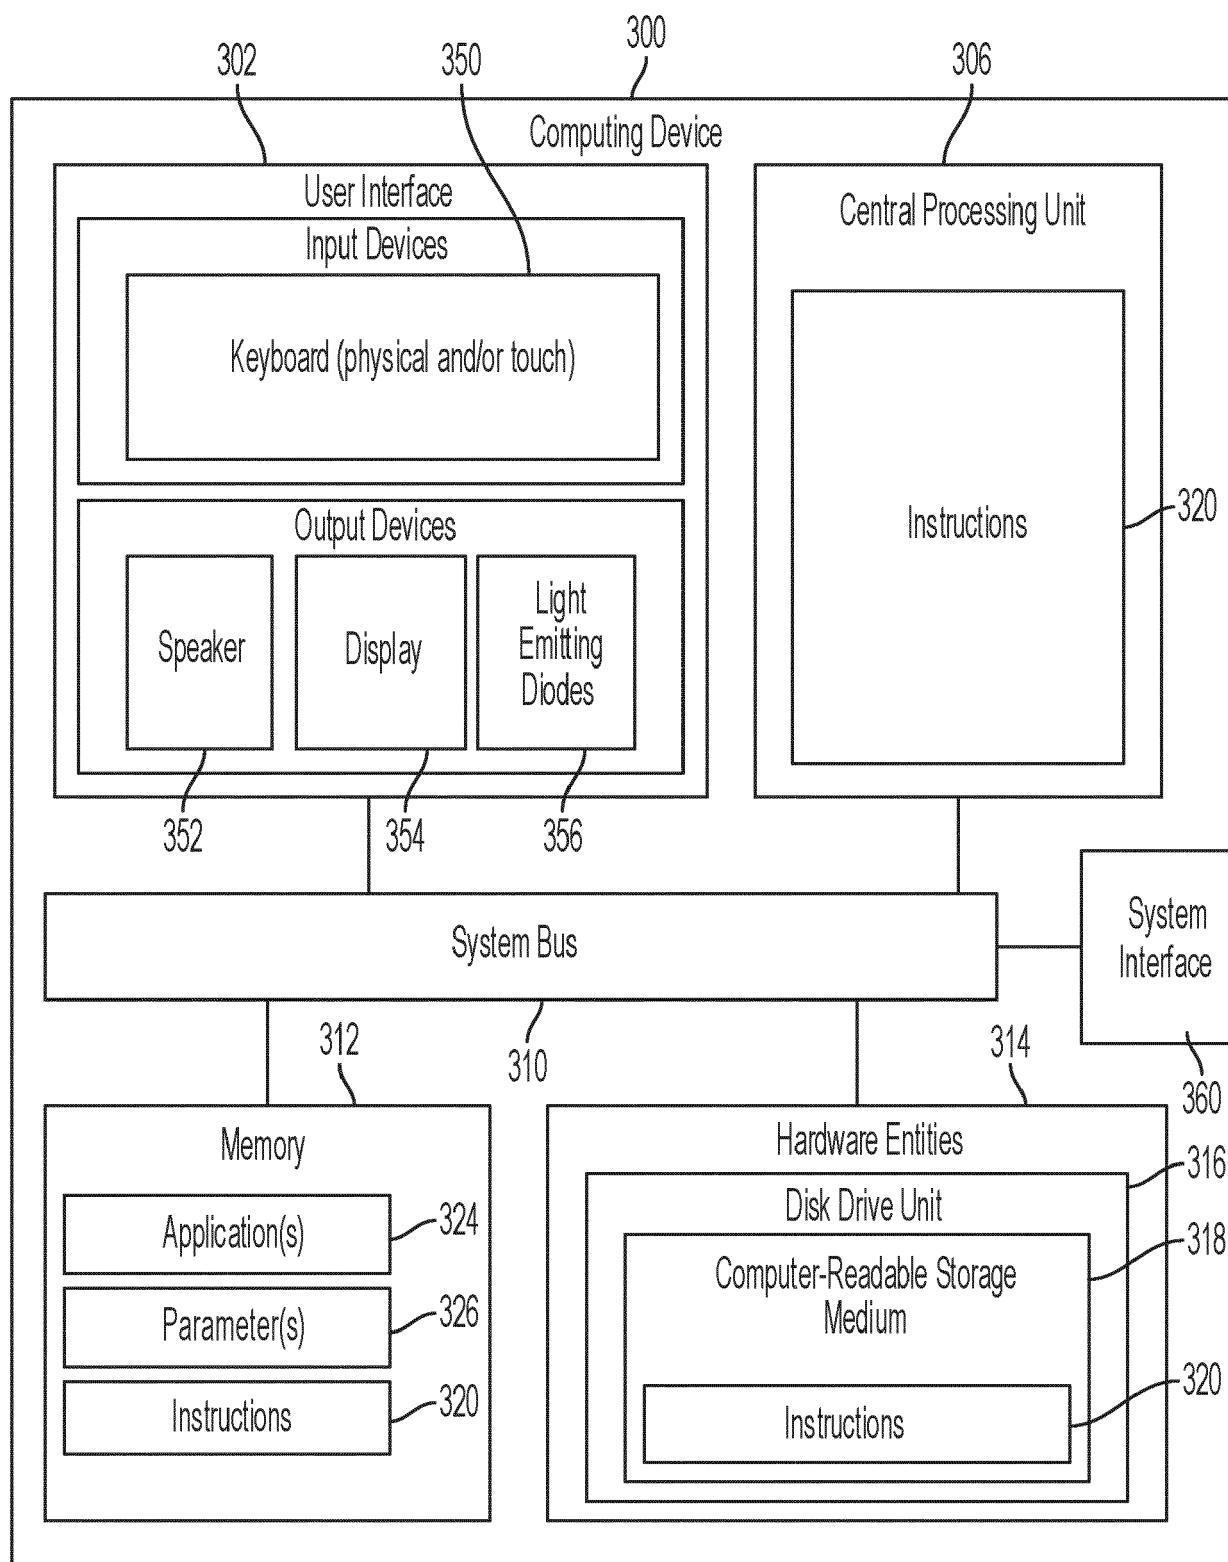 300
302
350
306
Computing Device
User Interface
Input Devices
Keyboard (physical and/or touch)
Central Processing Unit
Instructions
320
Output Devices
Speaker
Display
Light
Emitting
Diodes
352
354
356
System Bus
310
System
Interface
360
312
Memory
Application(s)
324
Parameter(s)
326
Instructions
320
314
Hardware Entities
316
Disk Drive Unit
318
Computer-Readable Storage
Medium
Instructions
320